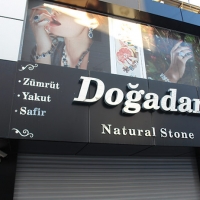 · Zümrüt
· Yakut
· Safir
Doğadan
Natural Stone